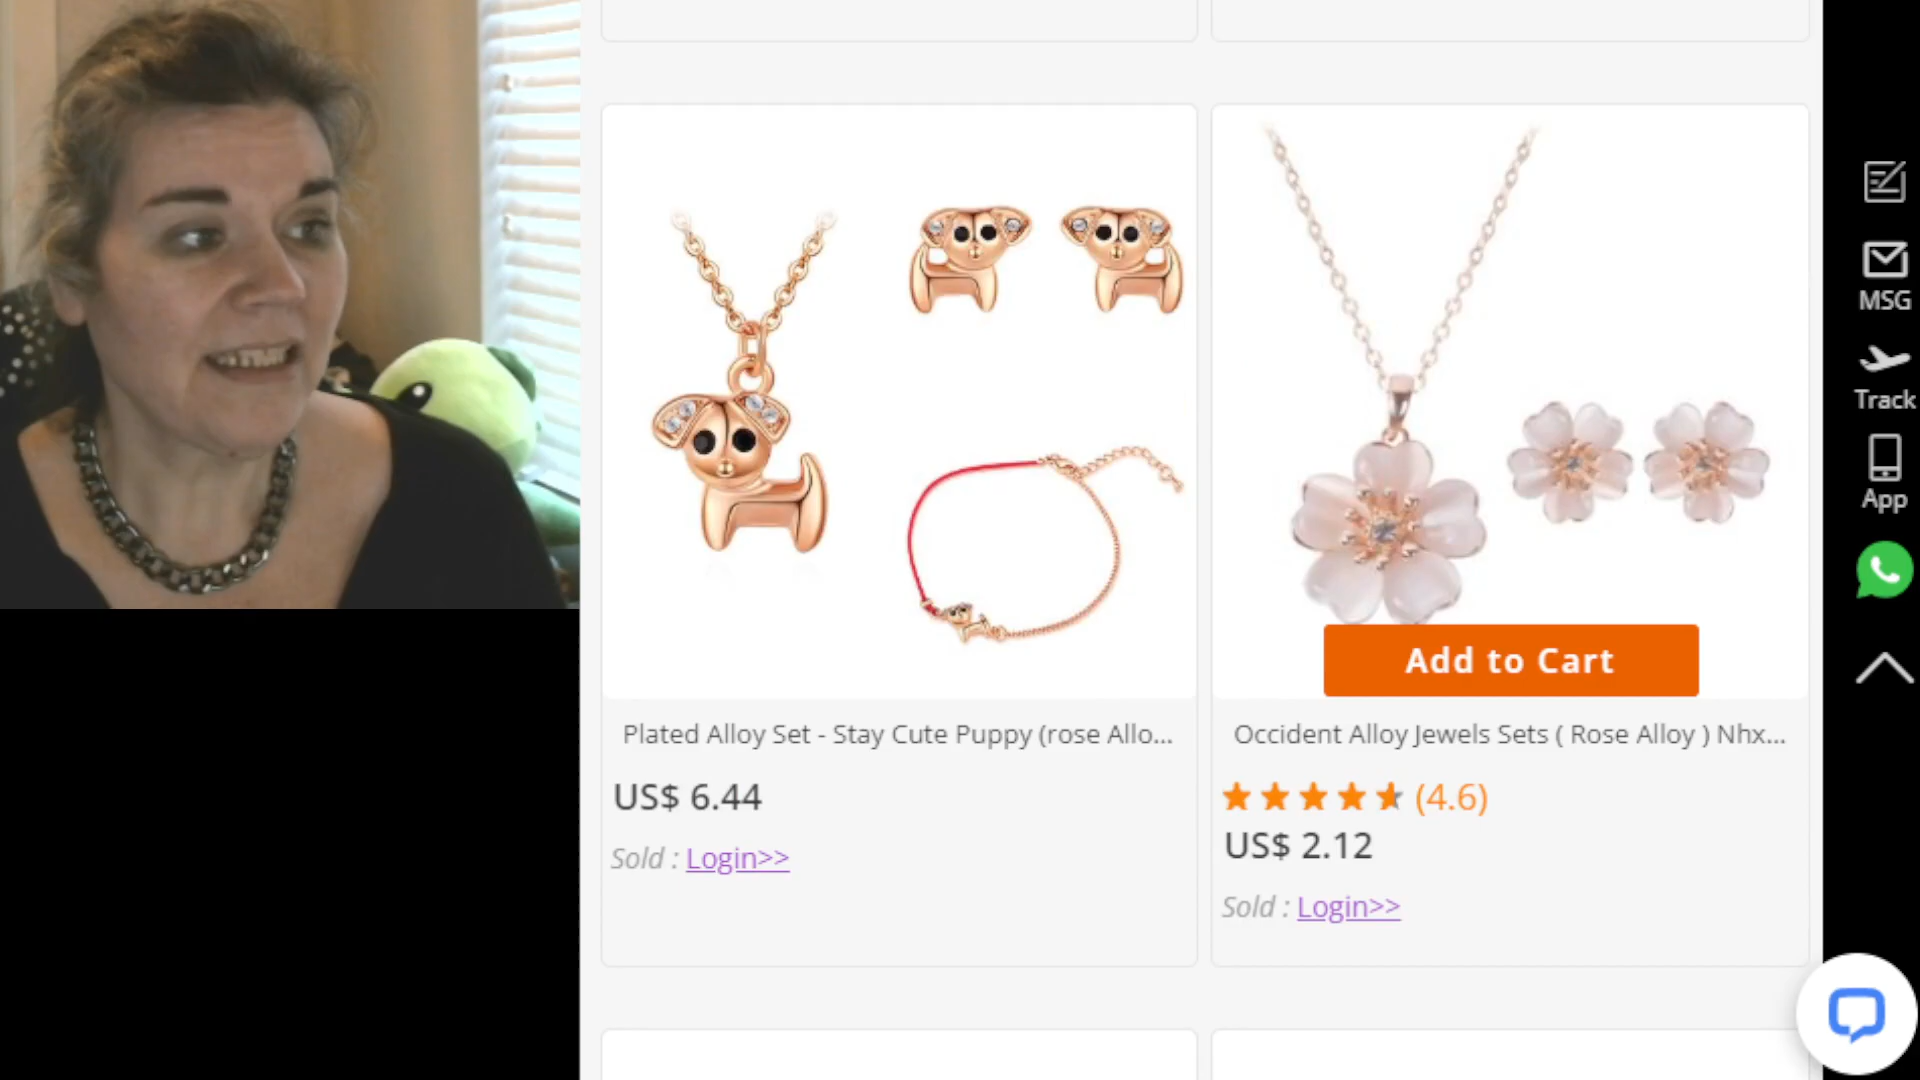 MSG
Track
App
Add to Cart
Plated Alloy Set - Stay Cute Puppy (rose Allo...
US$ 6.44
Sold : Login>>
Occident Alloy Jewels Sets ( Rose Alloy ) Nhx...
(4.6)
US$ 2.12
Sold : Login>>